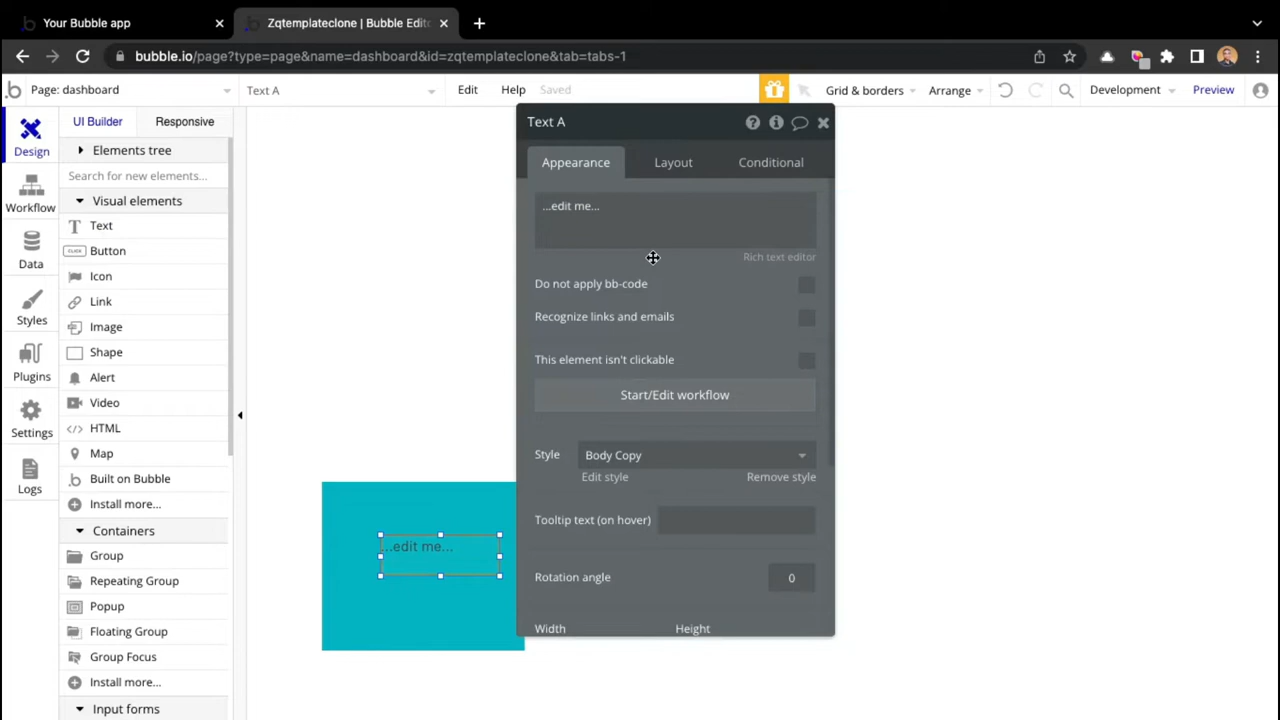 Your Bubble app
Zqtemplateclone | Bubble Edito
bubble.io/page?type=page&name=dashboard&id=zqtemplateclone&tab=tabs-1
Page: dashboard
Text A
Edit
Help
Saved
Grid & borders
Arrange
Development
Preview
Design
Workflow
Data
Styles
Plugins
Settings
Logs
UI Builder
Responsive
Elements tree
Search for new elements...
Visual elements
Text
CLICK
Button
Icon
Link
Image
Shape
Alert
Video
HTML
Map
Built on Bubble
Install more...
Containers
Group
Repeating Group
Popup
Floating Group
Group Focus
Install more...
Input forms
...edit me...
Text A
Appearance
Layout
Conditional
...edit me...
Rich text editor
Do not apply bb-code
Recognize links and emails
This element isn't clickable
Start/Edit workflow
Style
Body Copy
Edit style
Remove style
Tooltip text (on hover)
Rotation angle
0
Width
Height